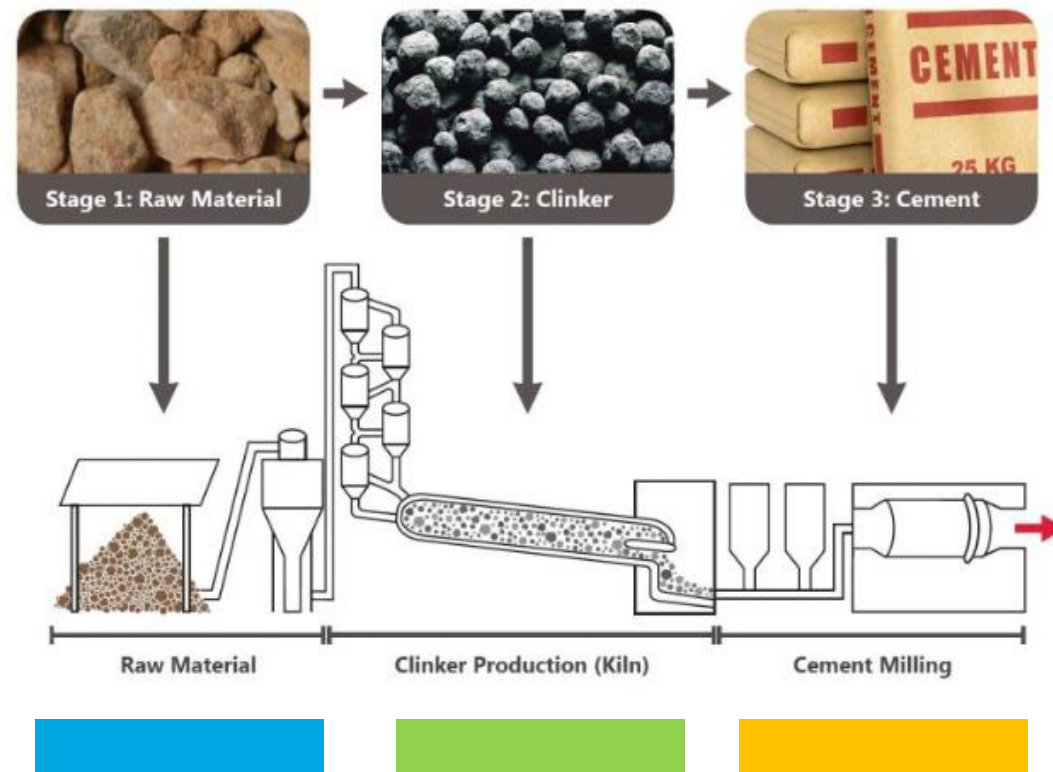 CEMENT
CEMENT
25 KG
Stage 1: Raw Material
Stage 2: Clinker
Stage 3: Cement
Raw Material
Clinker Production (Kiln)
Cement Milling